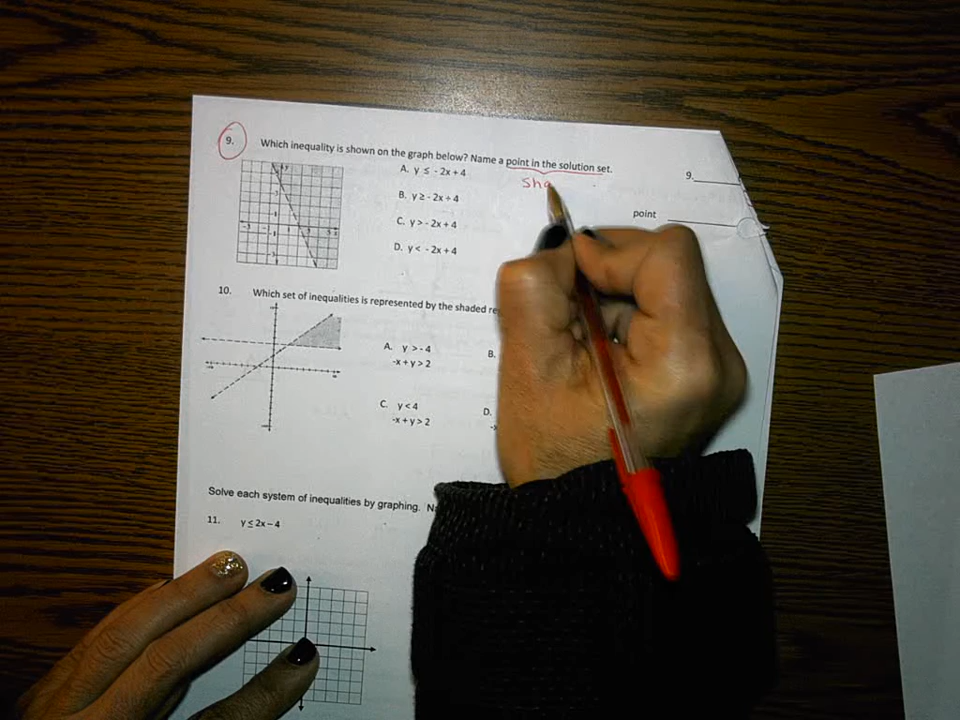 9. Which inequality is shown on the graph below? Name a point in the solution set. 9.
A. y ≤ - 2x + 4
sha
B. y ≥ - 2x + 4
point
C. y > - 2x + 4
D. y < - 2x + 4
10. Which set of inequalities is represented by the shaded
A. y > - 4 B.
-x + y > 2
C. y < 4 D.
-x + y > 2
Solve each system of inequalities by graphing.
11. y ≤ 2x – 4